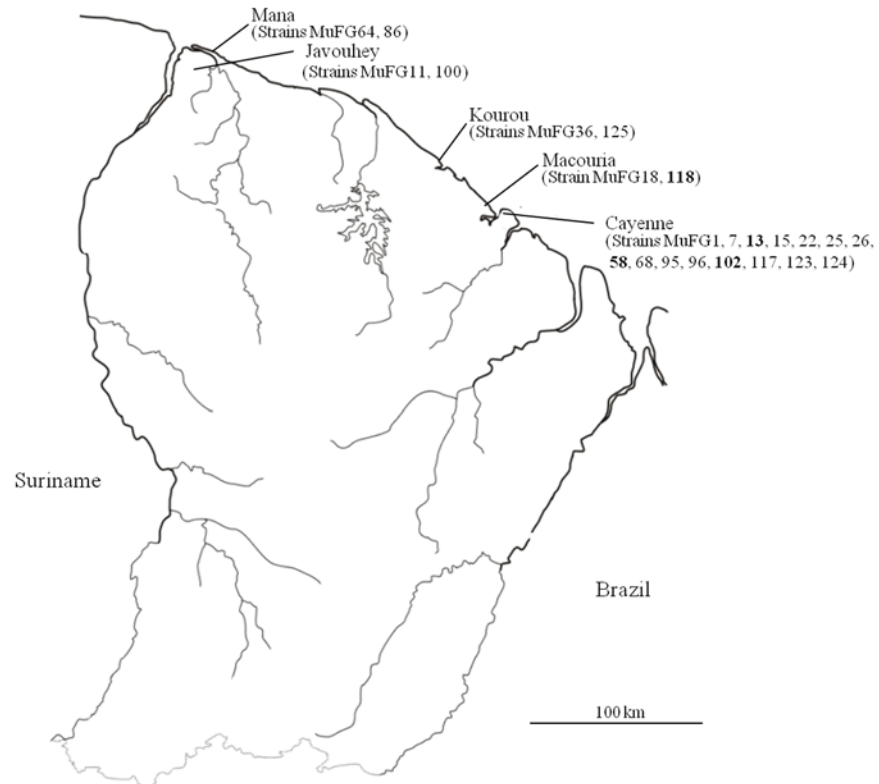 Mana
(Strains MuFG64, 86)
Javouhey
(Strains MuFG11, 100)
Kourou
(Strains MuFG36, 125)
Macouria
(Strain MuFG18, 118)
Cayenne
(Strains MuFG1, 7, 13, 15, 22, 25, 26,
58, 68, 95, 96, 102, 117, 123, 124)
Suriname
Brazil
100 km